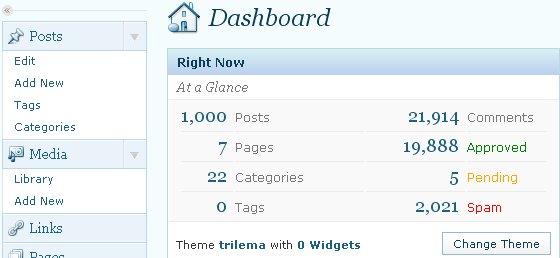 Dashboard
Posts
Edit
Add New
Tags
Categories
Media
Library
Add New
Links
Pages
Right Now
At a Glance
1,000 Posts 21,914 Comments
7 Pages 19,888 Approved
22 Categories 5 Pending
0 Tags 2,021 Spam
Theme trilema with 0 Widgets Change Theme